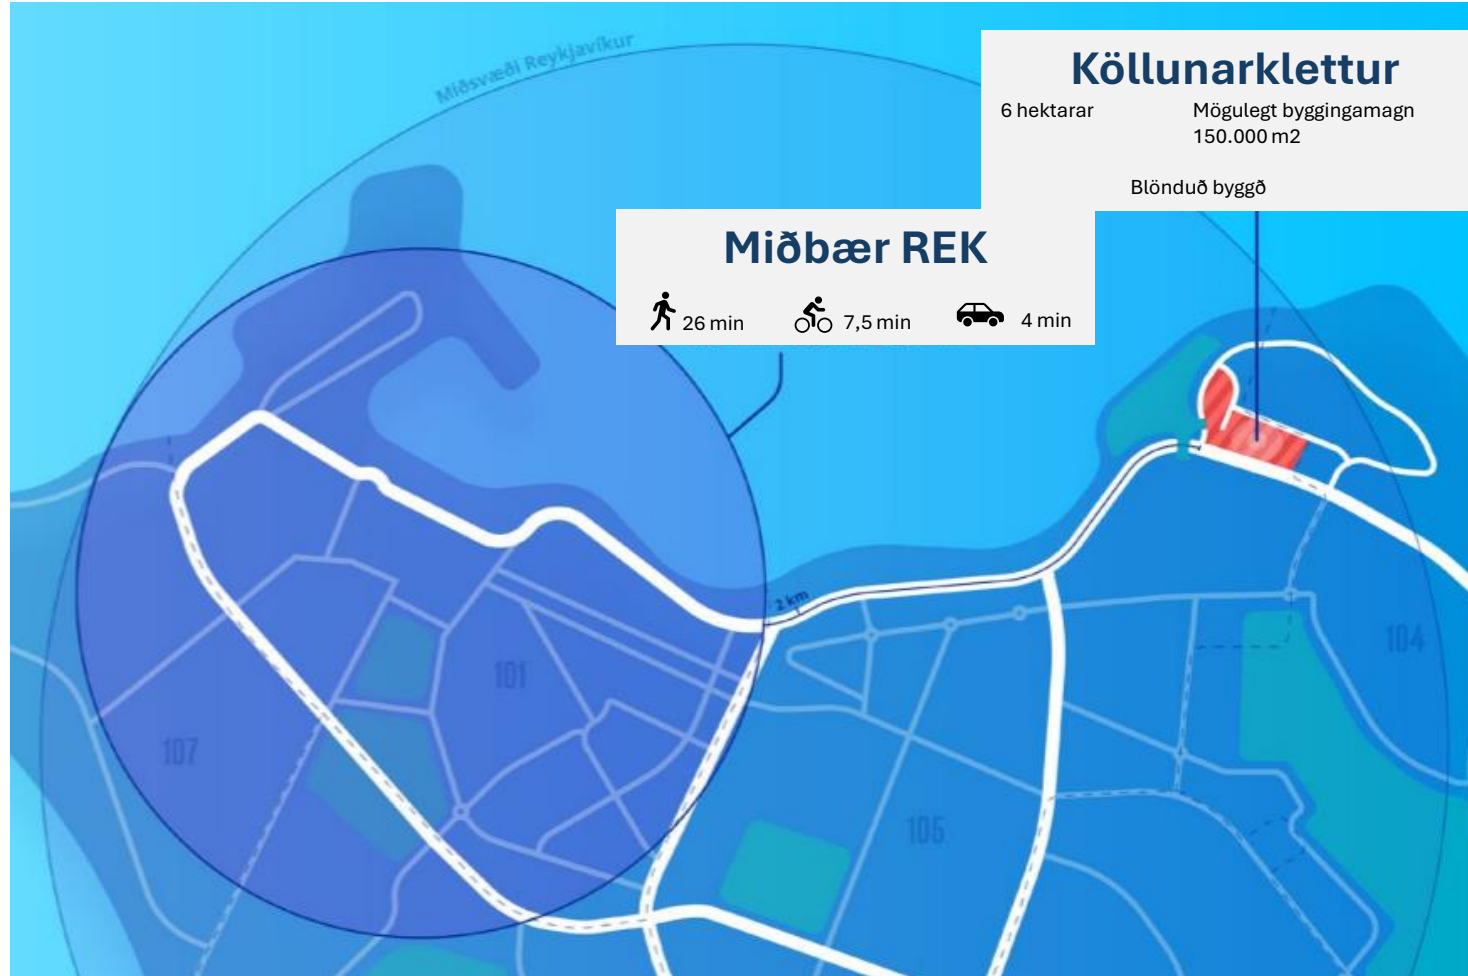 Miðsvæði Reykjavíkur
Köllunarklettur
6 hektarar
Mögulegt byggingamagn
150.000 m2
Blönduð byggð
Miðbær REK
26 min
7,5 min
4 min
2 km
101
107
104
105